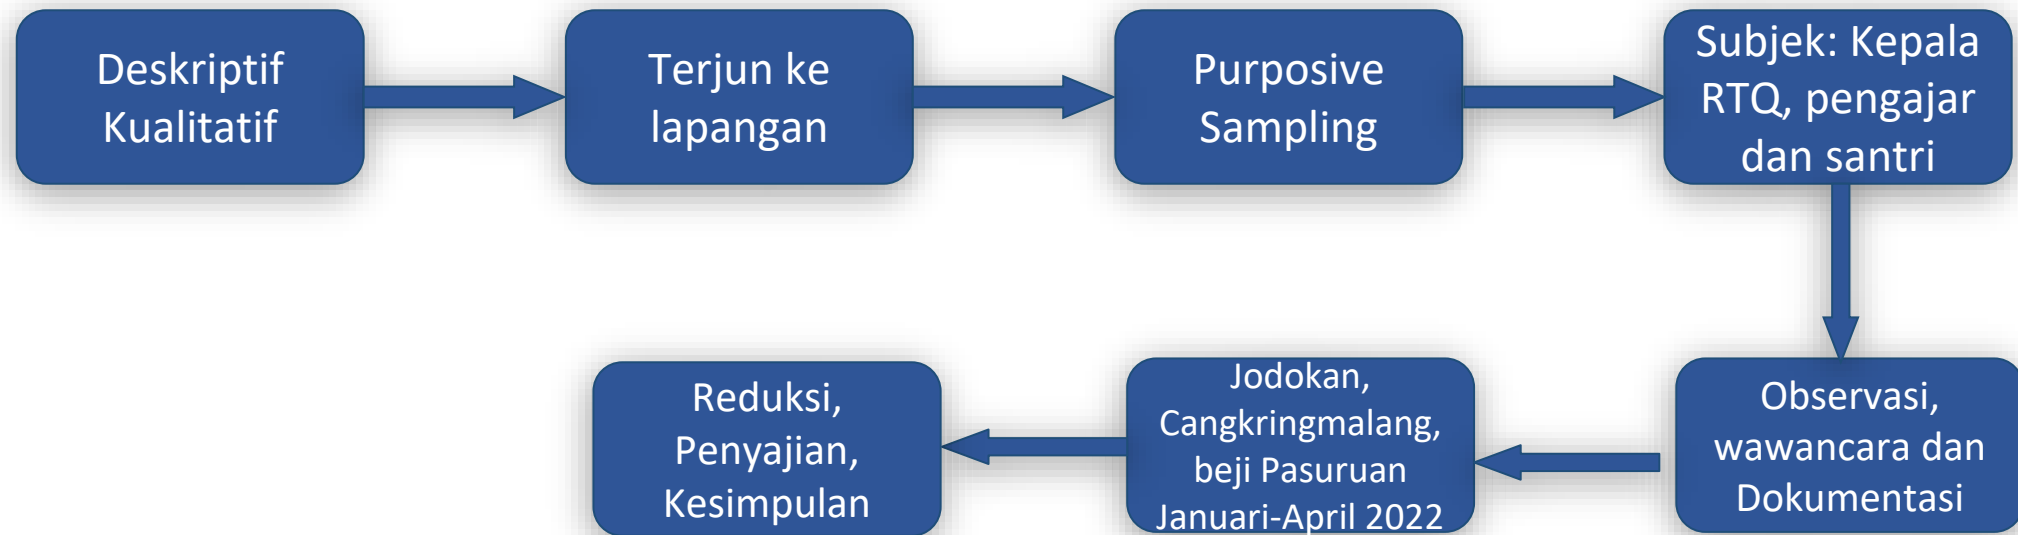 Deskriptif
Kualitatif
Terjun ke
lapangan
Purposive
Sampling
Subjek: Kepala
RTQ, pengajar
dan santri
Observasi,
wawancara dan
Dokumentasi
Jodokan,
Cangkringmalang,
beji Pasuruan
Januari-April 2022
Reduksi,
Penyajian,
Kesimpulan